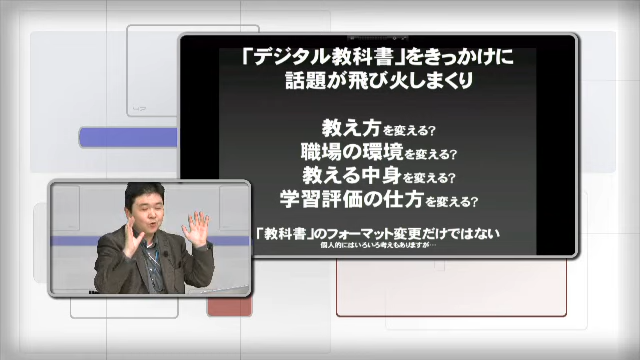 「デジタル教科書」をきっかけに
話題が飛び火しまくり
教え方を変える?
職場の環境を変える?
教える中身を変える?
学習評価の仕方を変える?
「教科書」のフォーマット変更だけではない
個人的にはいろいろ考えもありますが…